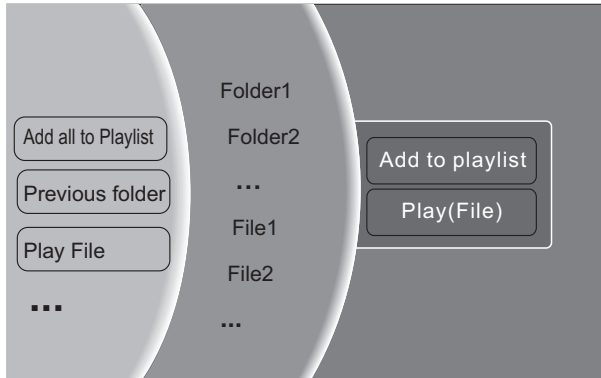 Add all to Playlist
Previous folder
Play File
...
Folder1
Folder2
...
File1
File2
...
Add to playlist
Play(File)